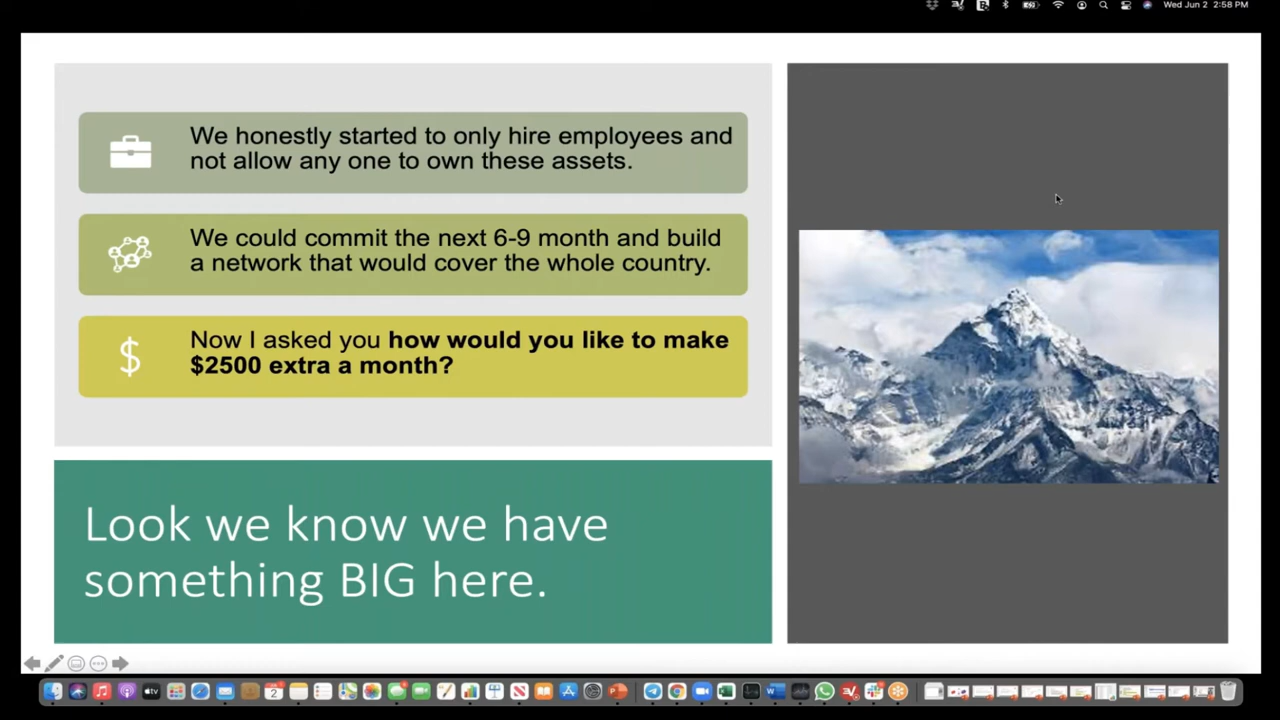 Wed Jun 2 2:58 PM
We honestly started to only hire employees and
not allow any one to own these assets.
We could commit the next 6-9 month and build
a network that would cover the whole country.
Now I asked you how would you like to make
$2500 extra a month?
Look we know we have
something BIG here.